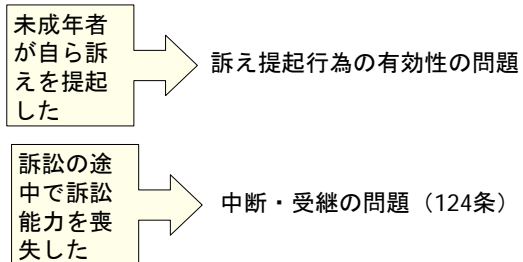 未成年者
が自ら訴
えを提起
した
訴え提起行為の有効性の問題
訴訟の途
中で訴訟
能力を喪
失した
中断・受継の問題（124条）